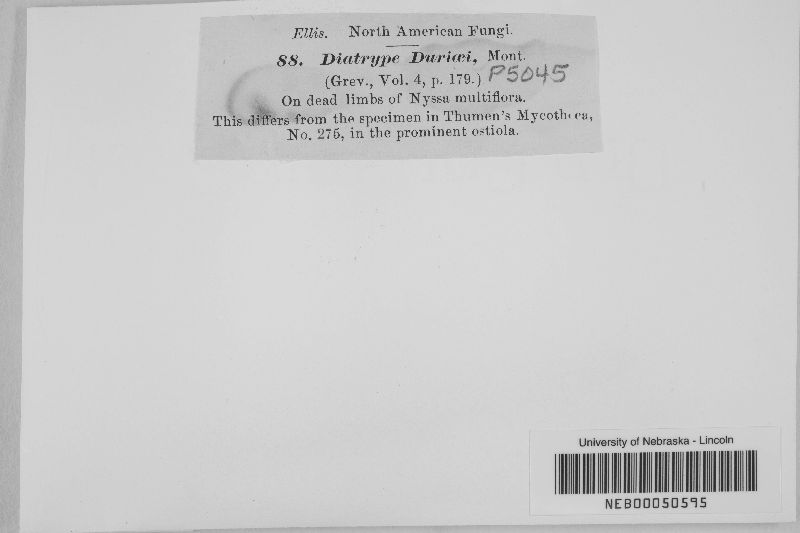 Ellis. North American Fungi.
88. Diatrype Duriæi, Mont.
(Grev., Vol. 4, p. 179.) P5045
On dead limbs of Nyssa multiflora.
This differs from the specimen in Thumen's Mycotheca,
No. 275, in the prominent ostiola.
University of Nebraska - Lincoln
NEB00050595